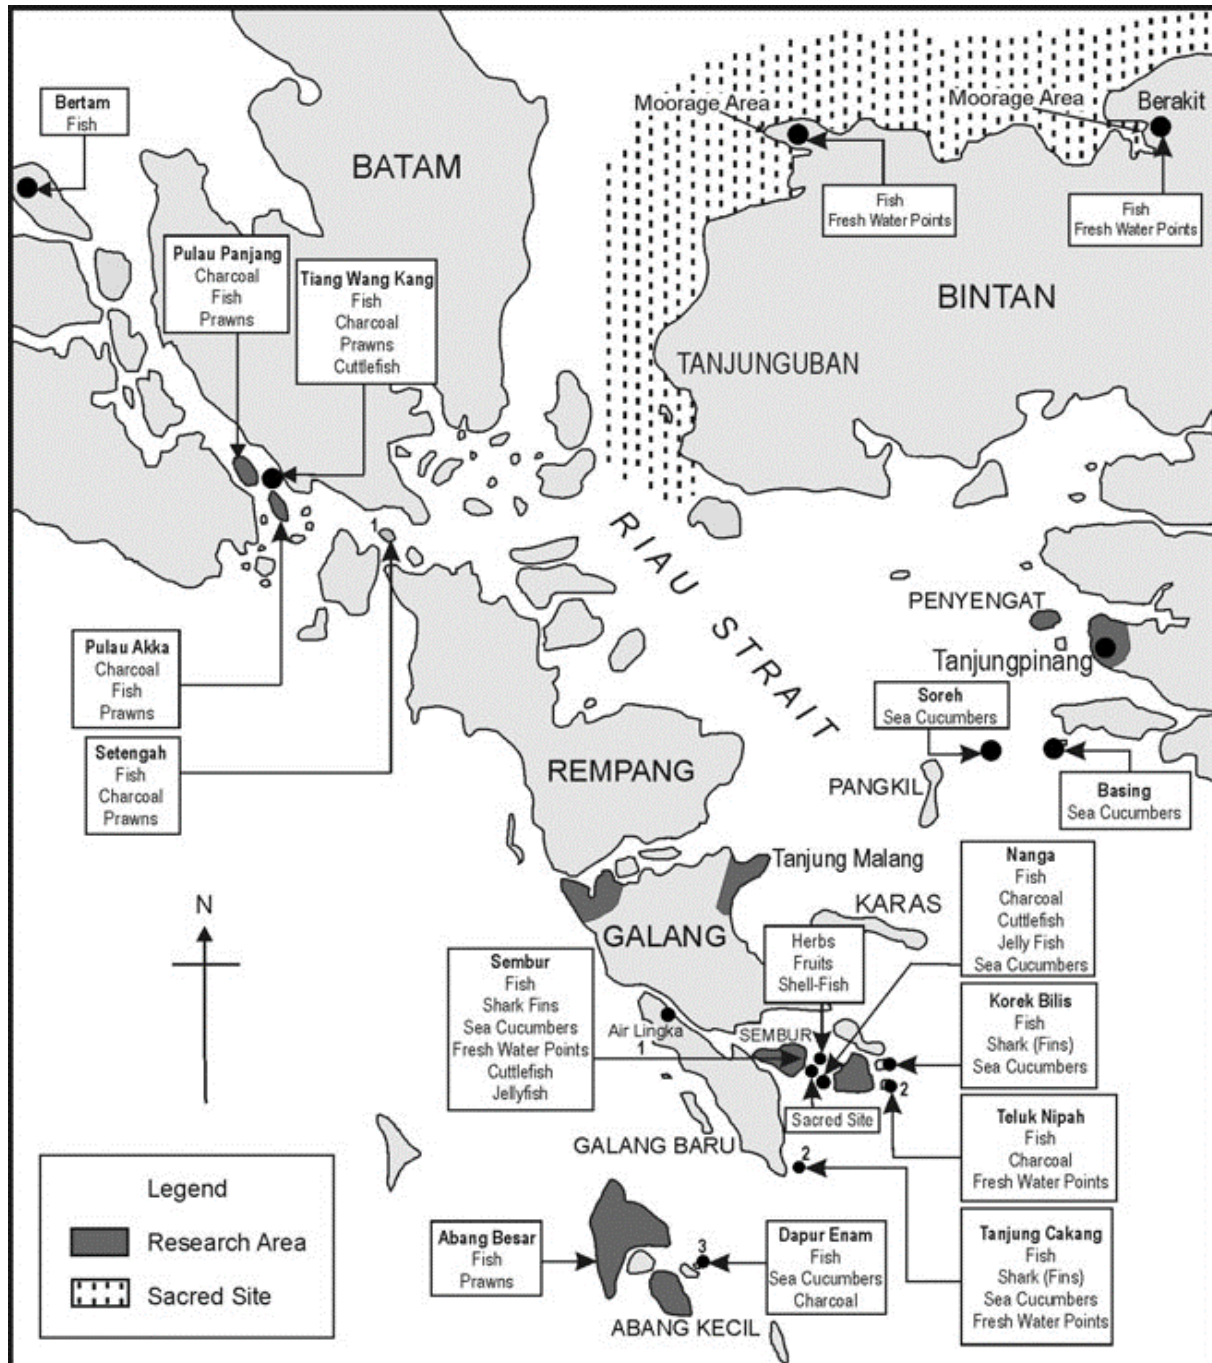 Moorage Area
Moorage Area
Berakit
Bertam
Fish
BATAM
Fish
Fresh Water Points
Fish
Fresh Water Points
Pulau Panjang
Charcoal
Fish
Prawns
Tiang Wang Kang
Fish
Charcoal
Prawns
Cuttlefish
BINTAN
TANJUNGUBAN
1
RIAU STRAIT
PENYENGAT
Tanjungpinang
Pulau Akka
Charcoal
Fish
Prawns
Setengah
Fish
Charcoal
Prawns
Soreh
Sea Cucumbers
REMPANG
PANGKIL
Basing
Sea Cucumbers
Tanjung Malang
KARAS
GALANG
Nanga
Fish
Charcoal
Cuttlefish
Jelly Fish
Sea Cucumbers
Herbs
Fruits
Shell-Fish
N
Sembur
Fish
Shark Fins
Sea Cucumbers
Fresh Water Points
Cuttlefish
Jellyfish
Air Lingka
1
SEMBUR
Korek Bilis
Fish
Shark (Fins)
Sea Cucumbers
2
Sacred Site
Teluk Nipah
Fish
Charcoal
Fresh Water Points
GALANG BARU
2
Legend
Research Area
Sacred Site
Abang Besar
Fish
Prawns
3
Dapur Enam
Fish
Sea Cucumbers
Charcoal
Tanjung Cakang
Fish
Shark (Fins)
Sea Cucumbers
Fresh Water Points
ABANG KECIL